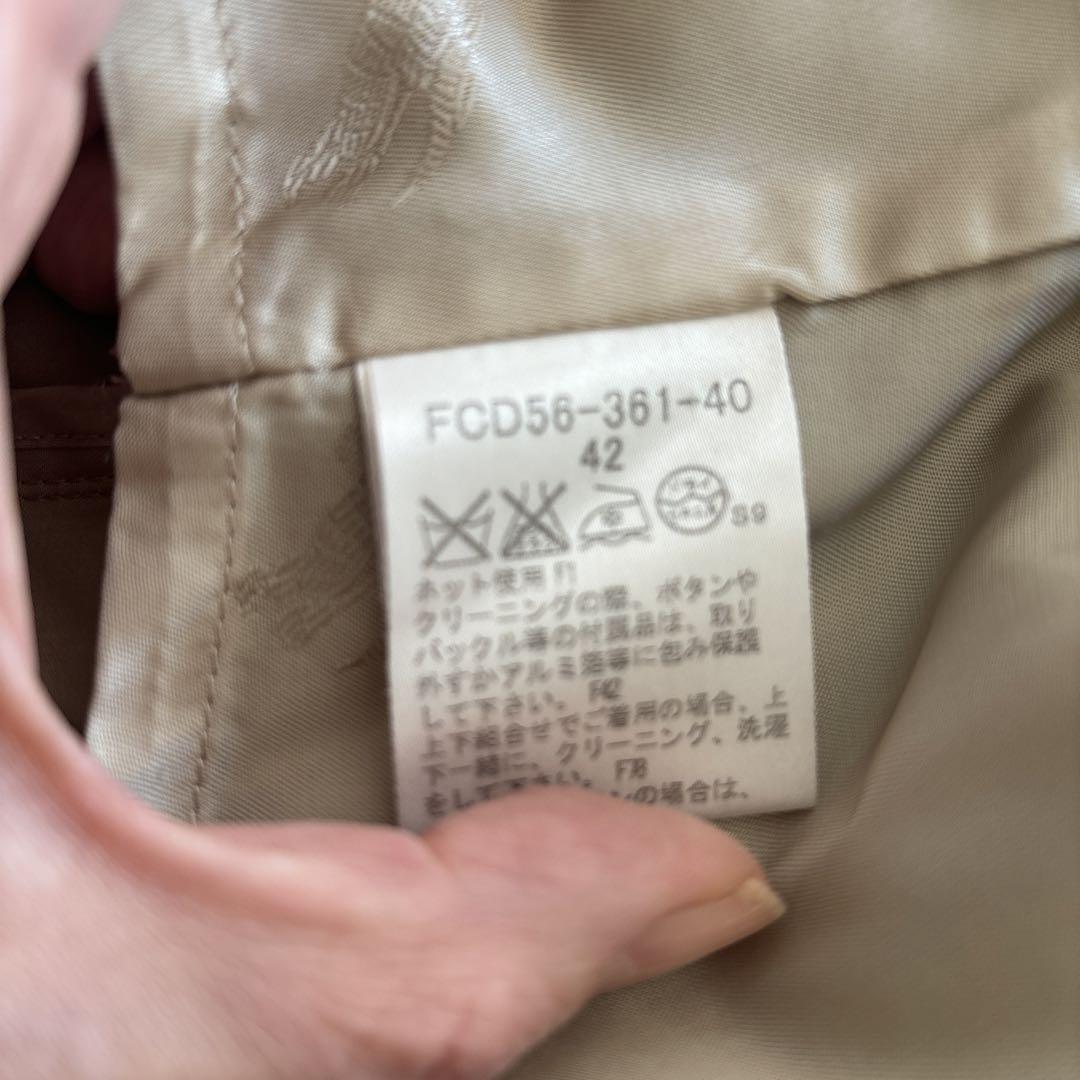 FCD56-361-40
42
S9
ネット使用 F1
クリーニングの際、ボタンや
バックル等の付属品は、取り
外すかアルミ箔等に包み保護
して下さい。 F42
上下組合せでご着用の場合、上
下一緒に、クリーニング、洗濯
をして下さい。 F78
の場合は、